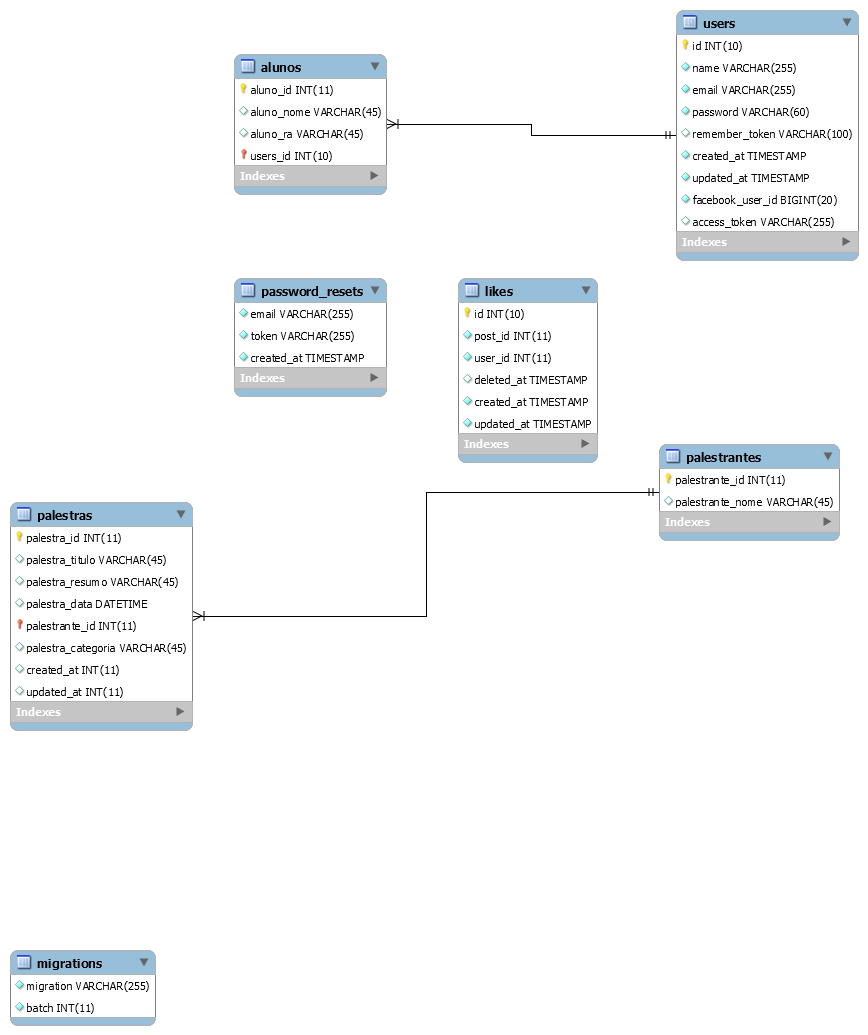 users
id INT(10)
name VARCHAR(255)
email VARCHAR(255)
password VARCHAR(60)
remember_token VARCHAR(100)
created_at TIMESTAMP
updated_at TIMESTAMP
facebook_user_id BIGINT(20)
access_token VARCHAR(255)
Indexes
alunos
aluno_id INT(11)
aluno_nome VARCHAR(45)
aluno_ra VARCHAR(45)
users_id INT(10)
Indexes
password_resets
email VARCHAR(255)
token VARCHAR(255)
created_at TIMESTAMP
Indexes
likes
id INT(10)
post_id INT(11)
user_id INT(11)
deleted_at TIMESTAMP
created_at TIMESTAMP
updated_at TIMESTAMP
Indexes
palestrantes
palestrante_id INT(11)
palestrante_nome VARCHAR(45)
Indexes
palestras
palestra_id INT(11)
palestra_titulo VARCHAR(45)
palestra_resumo VARCHAR(45)
palestra_data DATETIME
palestrante_id INT(11)
palestra_categoria VARCHAR(45)
created_at INT(11)
updated_at INT(11)
Indexes
migrations
migration VARCHAR(255)
batch INT(11)